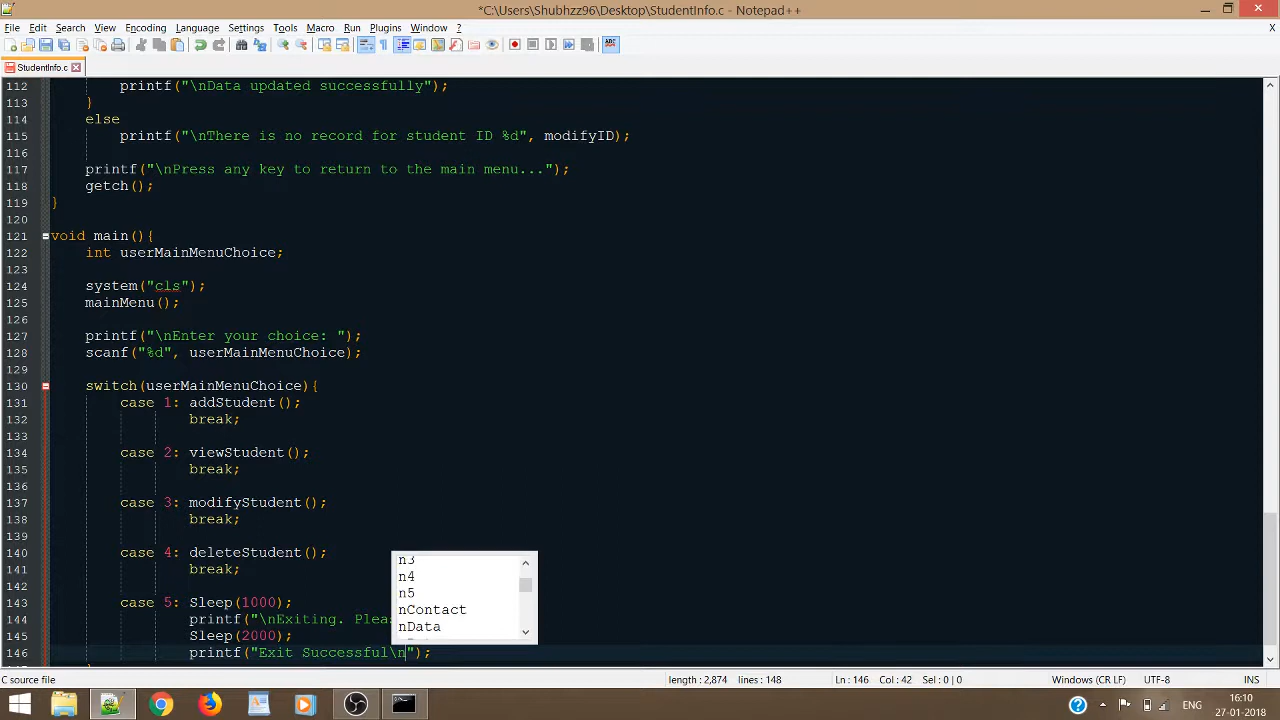 *C:\Users\Shubhzz96\Desktop\StudentInfo.c - Notepad++
File Edit Search View Encoding Language Settings Tools Macro Run Plugins Window ? X
StudentInfo.c
112 printf("\nData updated successfully");
113 }
114 else
115 printf("\nThere is no record for student ID %d", modifyID);
116
117 printf("\nPress any key to return to the main menu...");
118 getch();
119 }
120
121 void main(){
122 int userMainMenuChoice;
123
124 system("cls");
125 mainMenu();
126
127 printf("\nEnter your choice: ");
128 scanf("%d", userMainMenuChoice);
129
130 switch(userMainMenuChoice){
131 case 1: addStudent();
132 break;
133
134 case 2: viewStudent();
135 break;
136
137 case 3: modifyStudent();
138 break;
139
140 case 4: deleteStudent();
141 break;
142
143 case 5: Sleep(1000);
144 printf("\nExiting. Pleas
145 Sleep(2000);
146 printf("Exit Successful\n");
n3
n4
n5
nContact
nData
C source file length : 2,874 lines : 148 Ln : 146 Col : 42 Sel : 0 | 0 Windows (CR LF) UTF-8 INS
ENG
16:10
27-01-2018